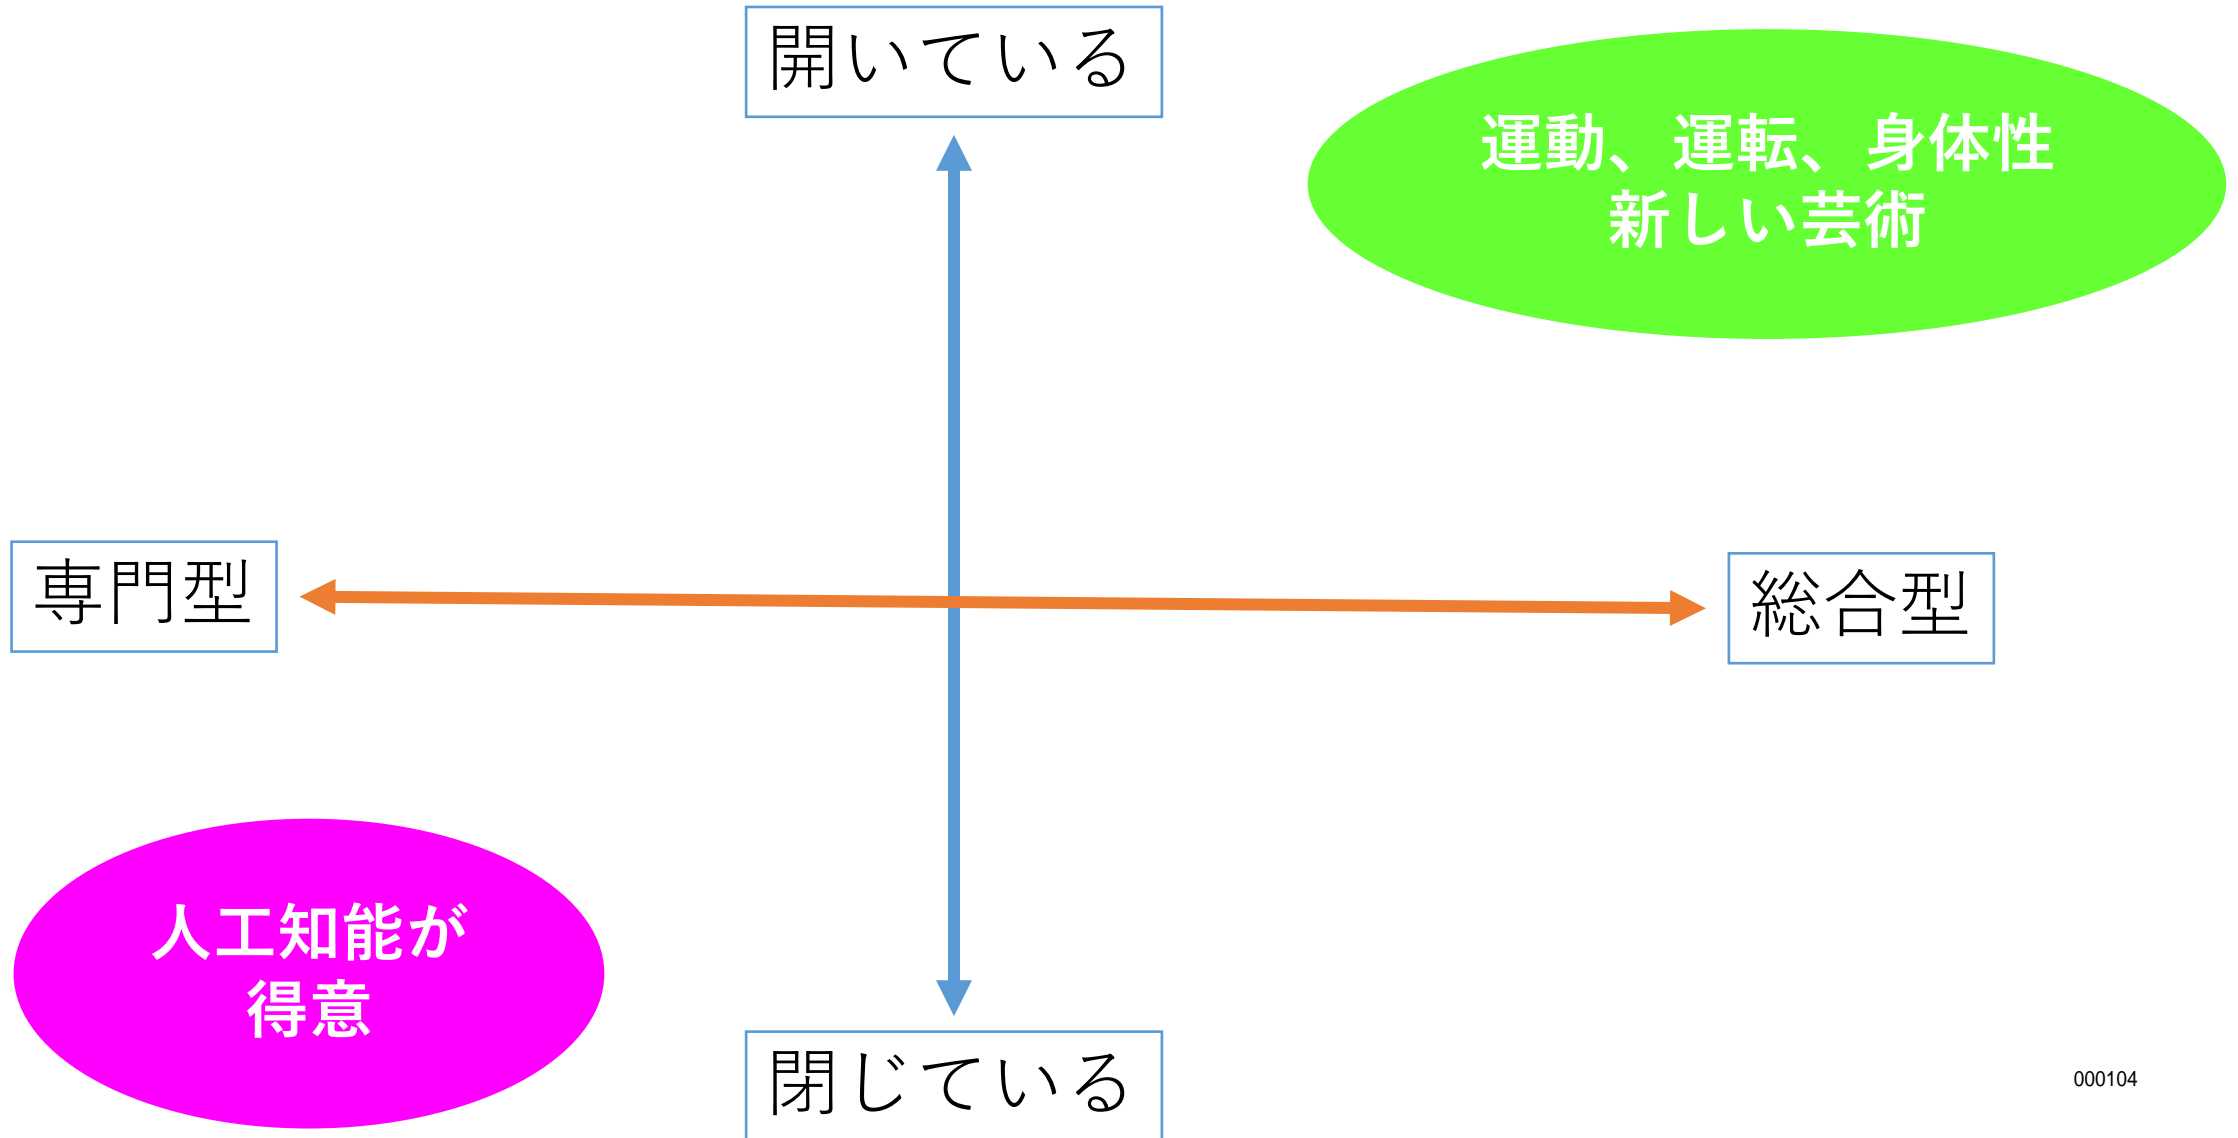 開いている
運動、運転、身体性
新しい芸術
専門型
総合型
人工知能が
得意
閉じている
000104